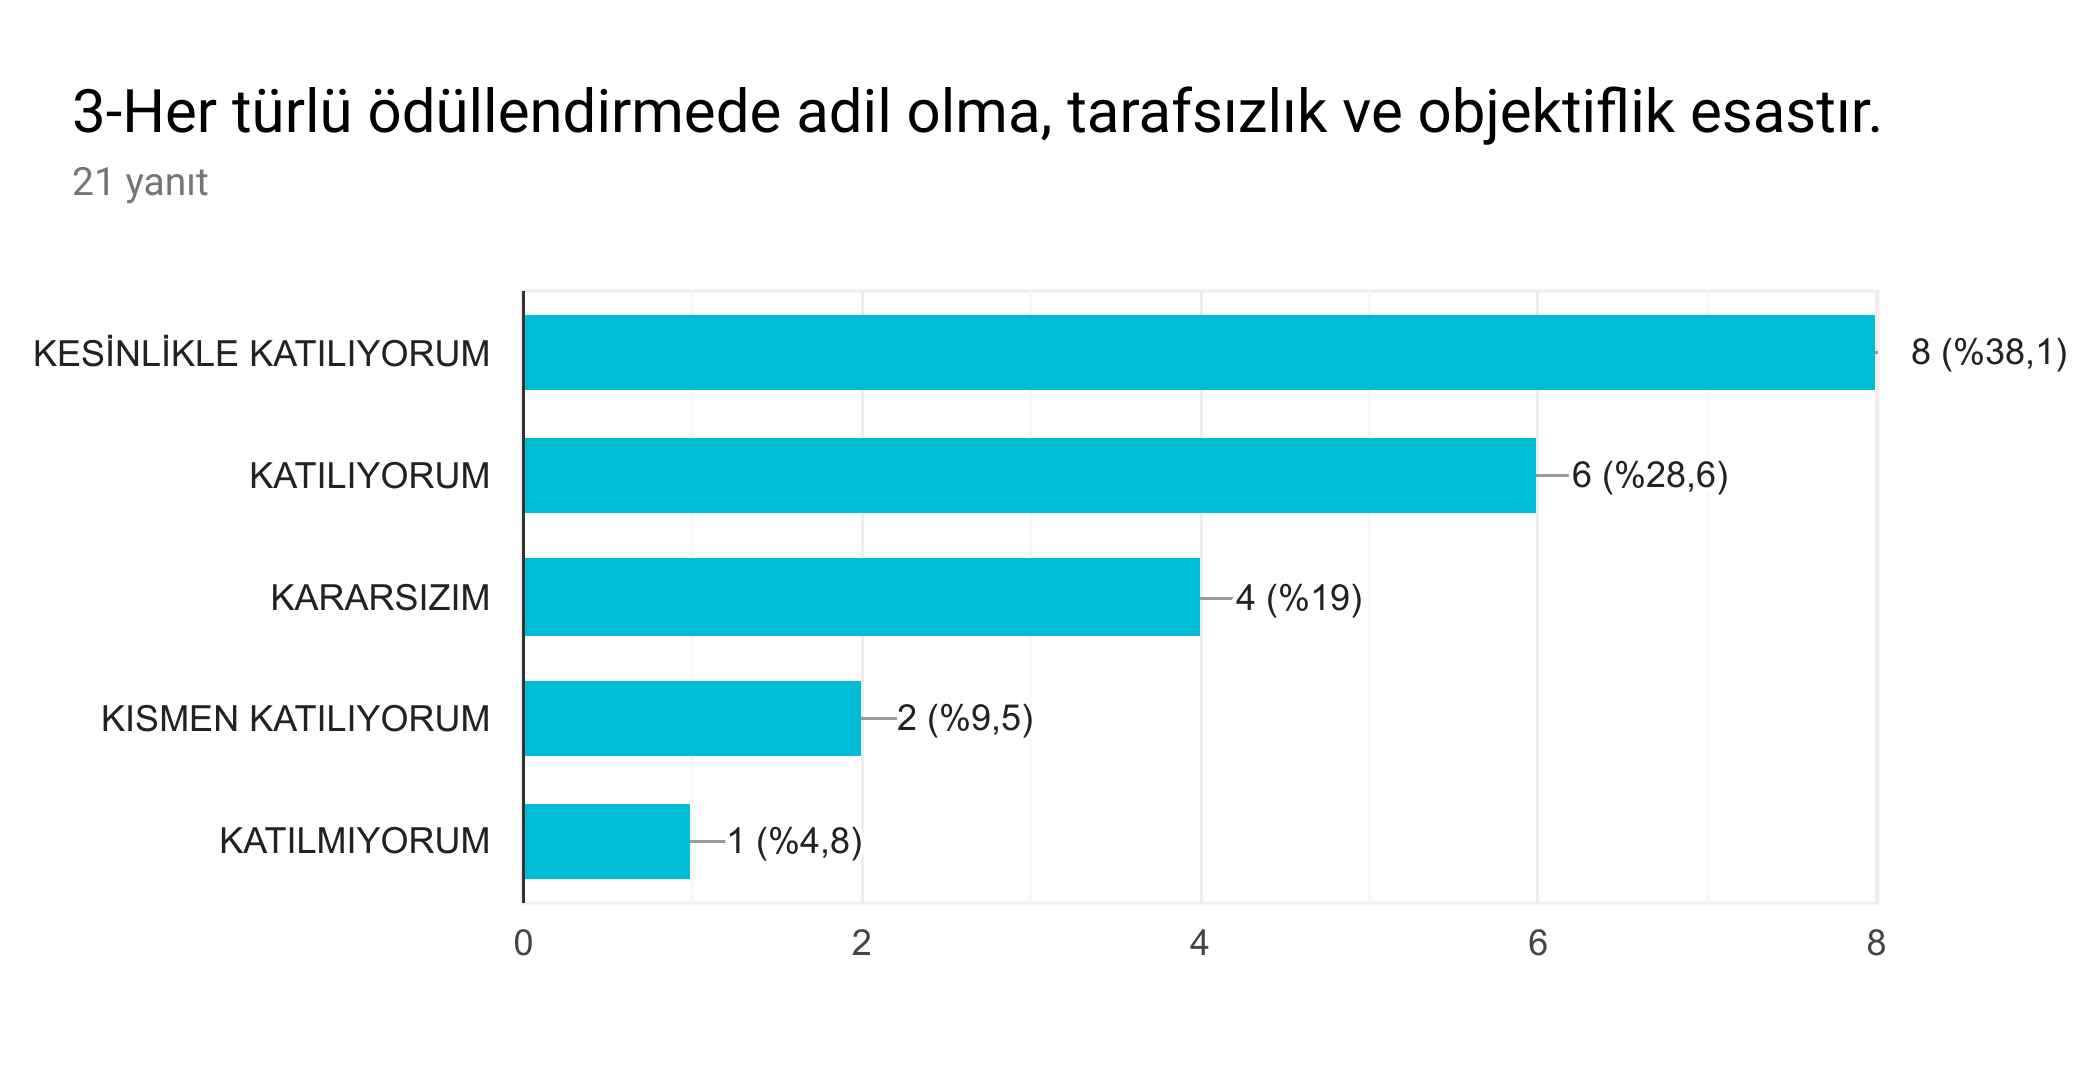 3-Her türlü ödüllendirmede adil olma, tarafsızlık ve objektiflik esastır.
21 yanıt
KESİNLİKLE KATILIYORUM 8 (%38,1)
KATILIYORUM 6 (%28,6)
KARARSIZIM 4 (%19)
KISMEN KATILIYORUM 2 (%9,5)
KATILMIYORUM 1 (%4,8)
0 2 4 6 8